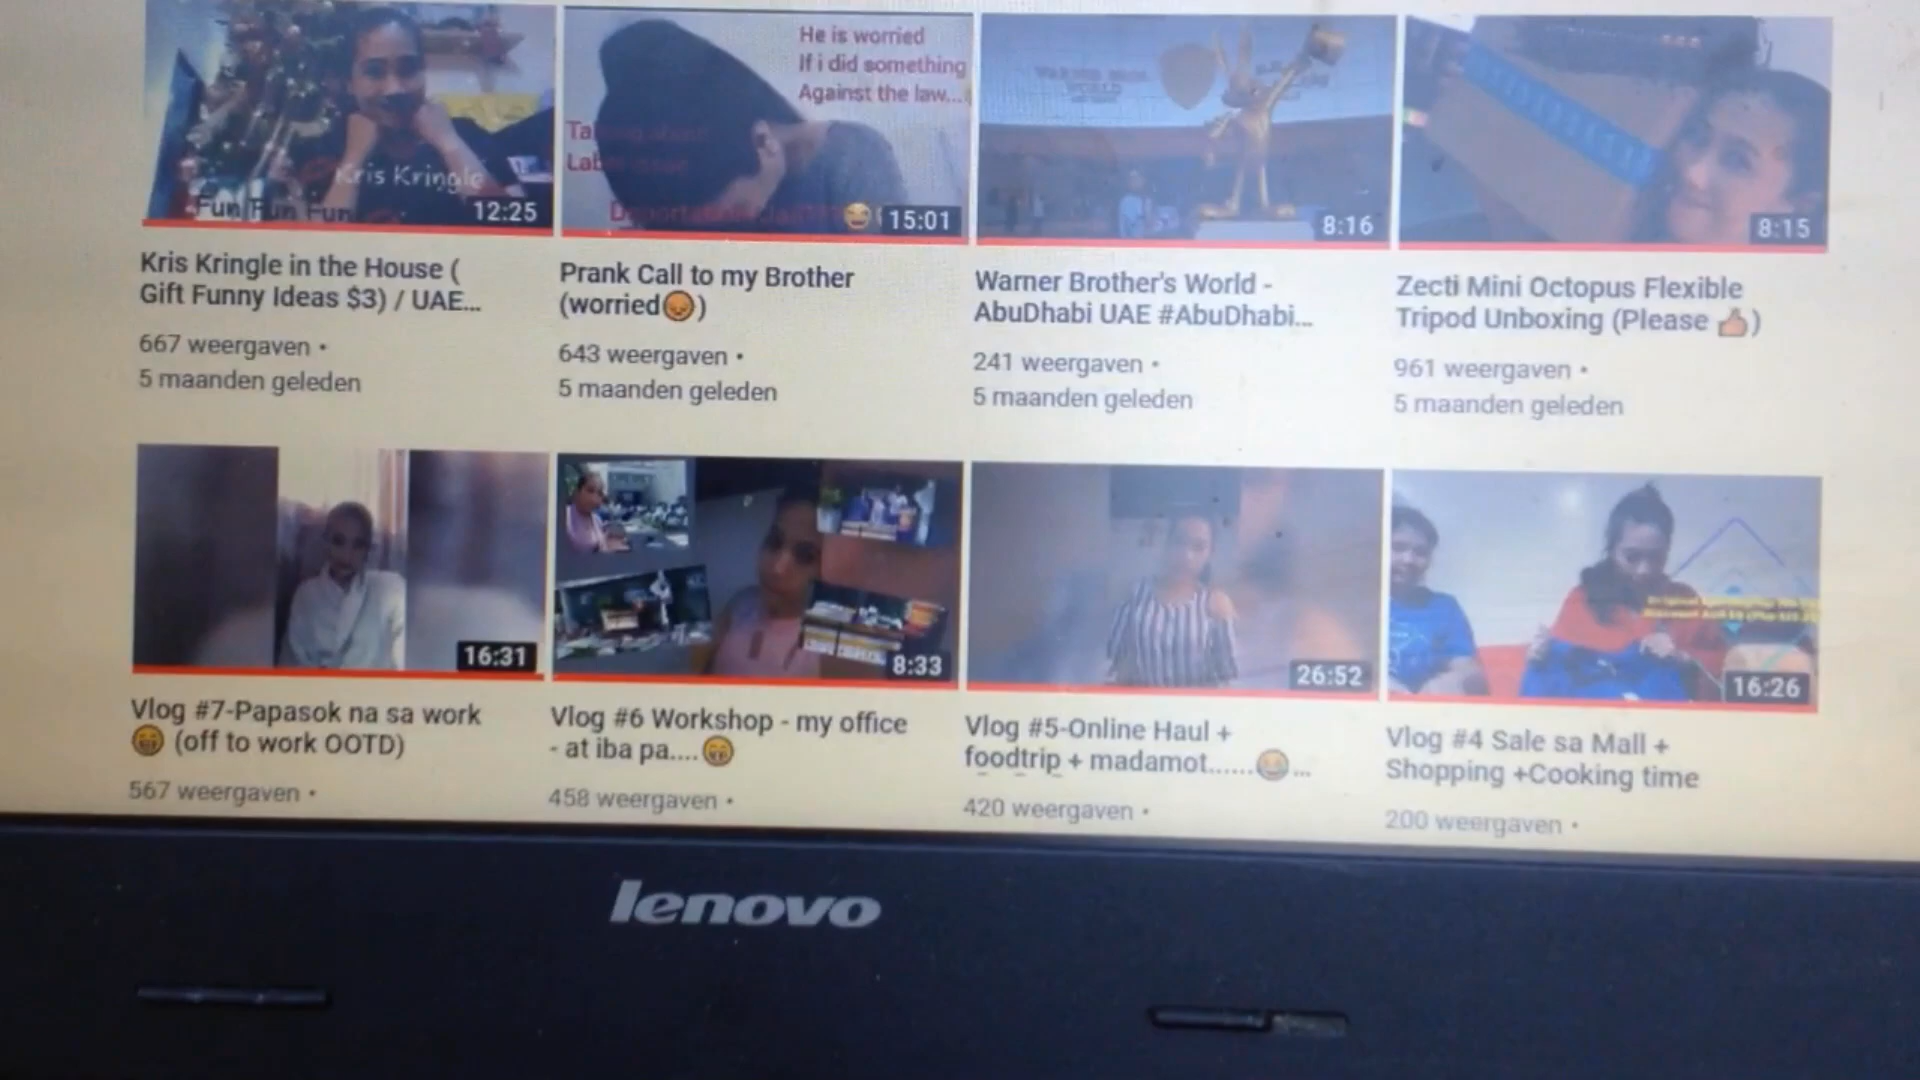 He is worried
If i did something
Against the law...
Kris Kringle
Fun Fun Fun
12:25
15:01
WORLD
8:16
8:15
Kris Kringle in the House (
Gift Funny Ideas $3) / UAE...
667 weergaven •
5 maanden geleden
Prank Call to my Brother
(worried😖)
643 weergaven •
5 maanden geleden
Warner Brother's World -
AbuDhabi UAE #AbuDhabi...
241 weergaven •
5 maanden geleden
Zecti Mini Octopus Flexible
Tripod Unboxing (Please 👍)
961 weergaven •
5 maanden geleden
16:31
8:33
26:52
16:26
Vlog #7-Papasok na sa work
😁 (off to work OOTD)
567 weergaven •
Vlog #6 Workshop - my office
- at iba pa....😁
458 weergaven •
Vlog #5-Online Haul +
foodtrip + madamot......😂...
420 weergaven •
Vlog #4 Sale sa Mall +
Shopping +Cooking time
200 weergaven •
lenovo